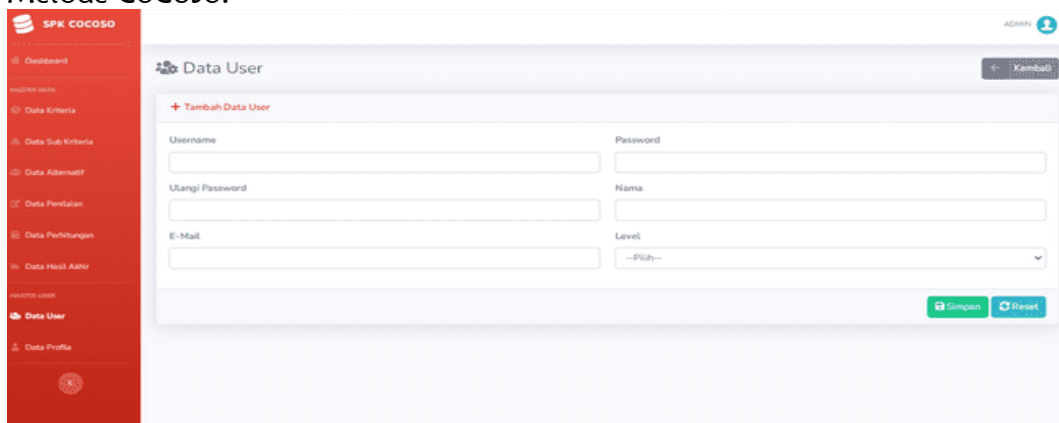 Metode CoCoSo.
SPK COCOSO
ADMIN
Dashboard
Data User
Kembali
MASTER DATA
Data Kriteria
Tambah Data User
Data Sub Kriteria
Username
Password
Data Alternatif
Ulangi Password
Nama
Data Penilaian
Data Perhitungan
E-Mail
Level
--Pilih--
Data Hasil Akhir
MASTER USER
Data User
Simpan
Reset
Data Profile